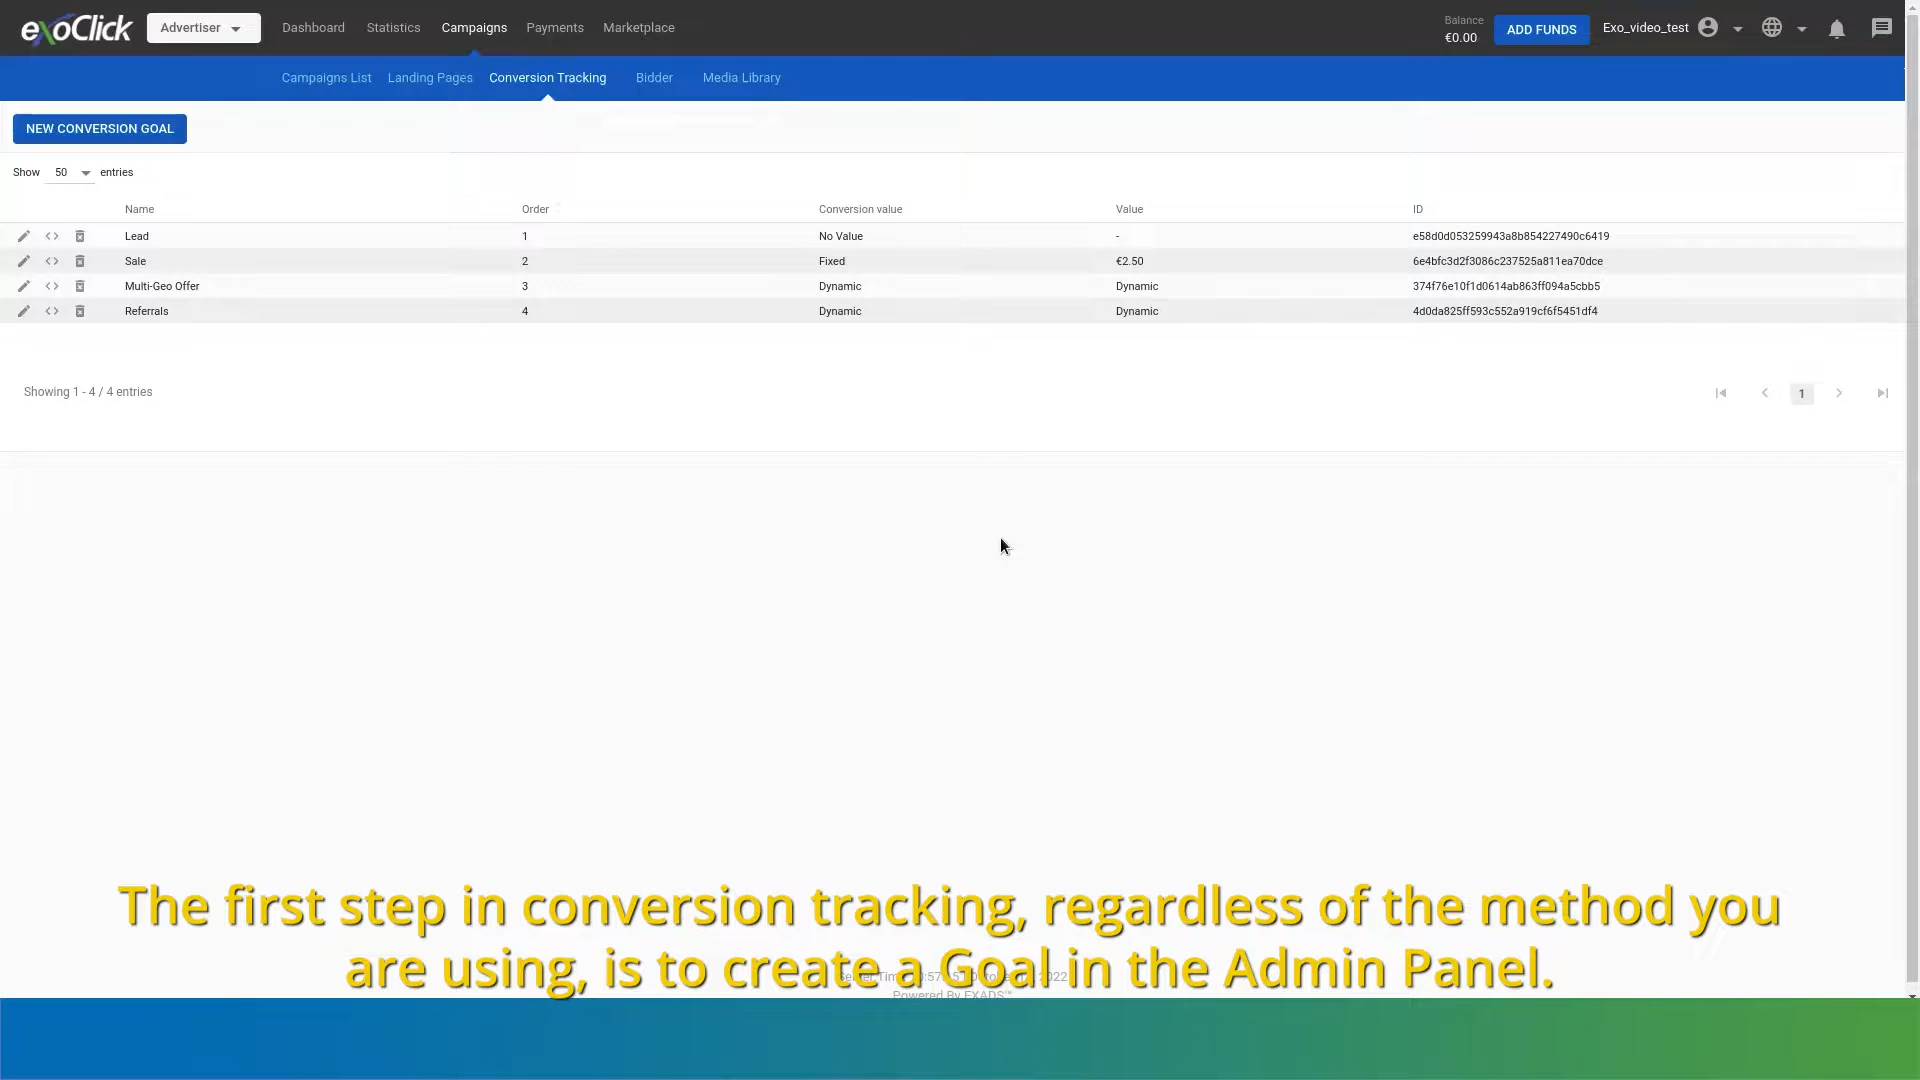 exoClick
Advertiser
Dashboard
Statistics
Campaigns
Payments
Marketplace
Balance
€0.00
ADD FUNDS
Exo_video_test
Campaigns List
Landing Pages
Conversion Tracking
Bidder
Media Library
NEW CONVERSION GOAL
Show 50 entries
Name Order Conversion value Value ID
Lead 1 No Value - e58d0d053259943a8b854227490c6419
Sale 2 Fixed €2.50 6e4bfc3d2f3086c237525a811ea70dce
Multi-Geo Offer 3 Dynamic Dynamic 374f76e10f1d0614ab863ff094a5cbb5
Referrals 4 Dynamic Dynamic 4d0da825ff593c552a919cf6f5451df4
Showing 1 - 4 / 4 entries
1
The first step in conversion tracking, regardless of the method you
are using, is to create a Goal in the Admin Panel.
2022
Powered By EXADS™